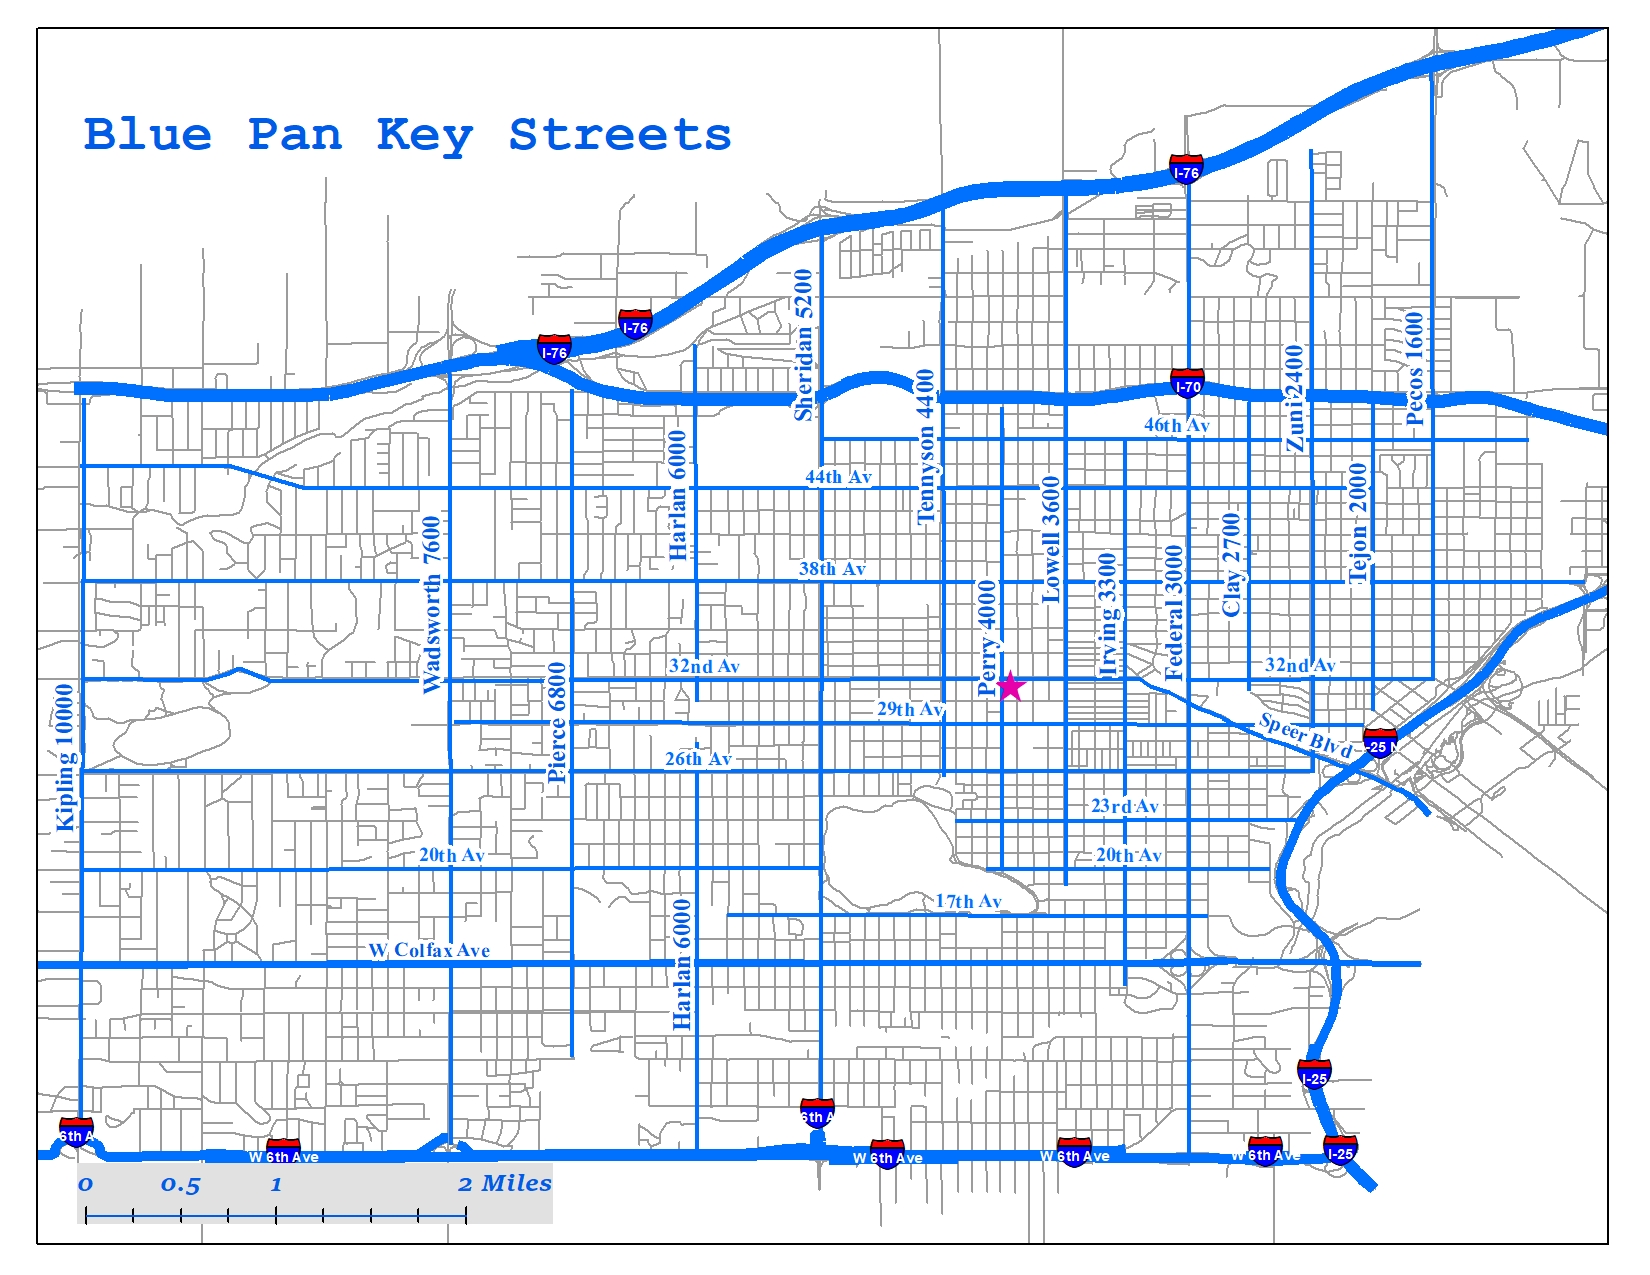 Blue Pan Key Streets
I-76
I-76
I-76
I-70
Sheridan 5200
Tennyson 4400
Zuni 2400
Pecos 1600
46th Av
44th Av
Harlan 6000
Wadsworth 7600
Lowell 3600
Tejon 2000
Clay 2700
Federal 3000
Irving 3300
Perry 4000
38th Av
32nd Av
32nd Av
Kipling 10000
Pierce 6800
29th Av
Speer Blvd
-25 N
26th Av
23rd Av
20th Av
20th Av
17th Av
Harlan 6000
W Colfax Ave
I-25
6th A
6th A
W 6th Ave
W 6th Ave
W 6th Ave
W 6th Ave
I-25
0 0.5 1 2 Miles